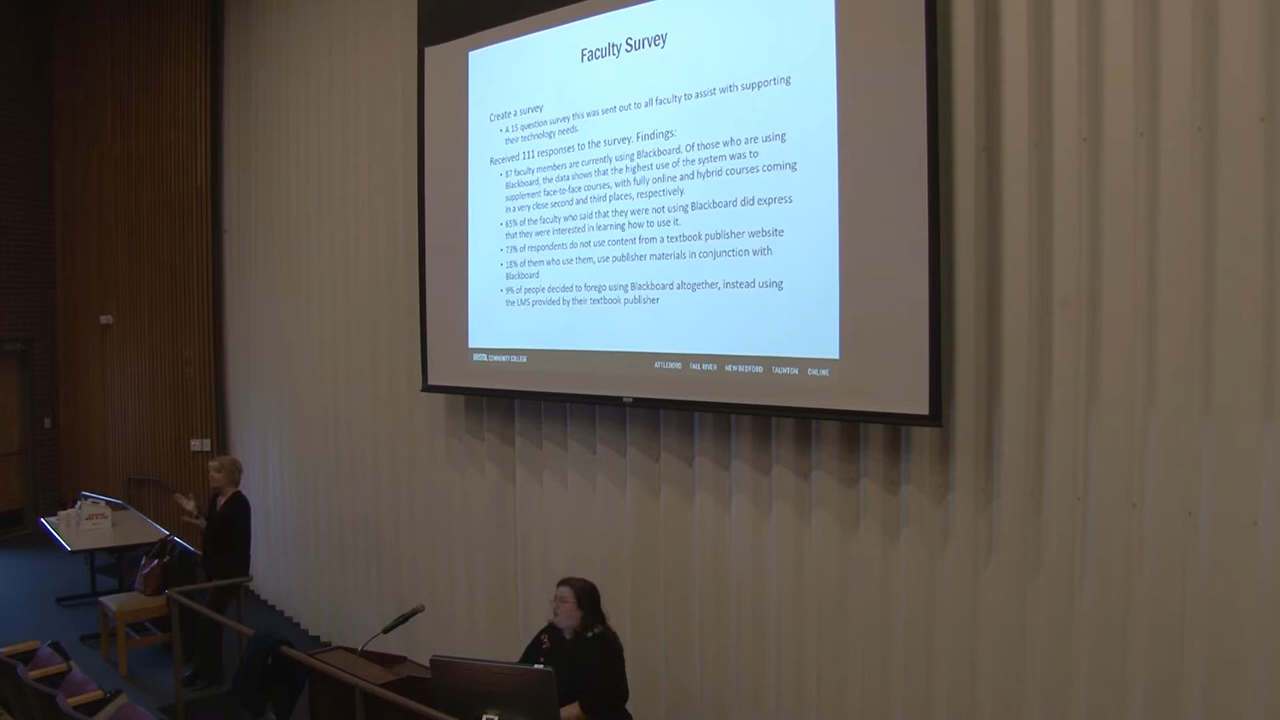 Faculty Survey
Create a survey
• A 15 question survey this was sent out to all faculty to assist with supporting
their technology needs
Received 111 responses to the survey. Findings:
• 87 faculty members are currently using Blackboard. Of those who are using
Blackboard, the data shows that the highest use of the system was to
supplement face-to-face courses, with fully online and hybrid courses coming
in a very close second and third places, respectively.
• 65% of the faculty who said that they were not using Blackboard did express
that they were interested in learning how to use it.
• 73% of respondents do not use content from a textbook publisher website
• 18% of them who use them, use publisher materials in conjunction with
Blackboard
• 9% of people decided to forego using Blackboard altogether, instead using
the LMS provided by their textbook publisher
BRISTOL COMMUNITY COLLEGE
ATTLEBORO FALL RIVER NEW BEDFORD TAUNTON ONLINE